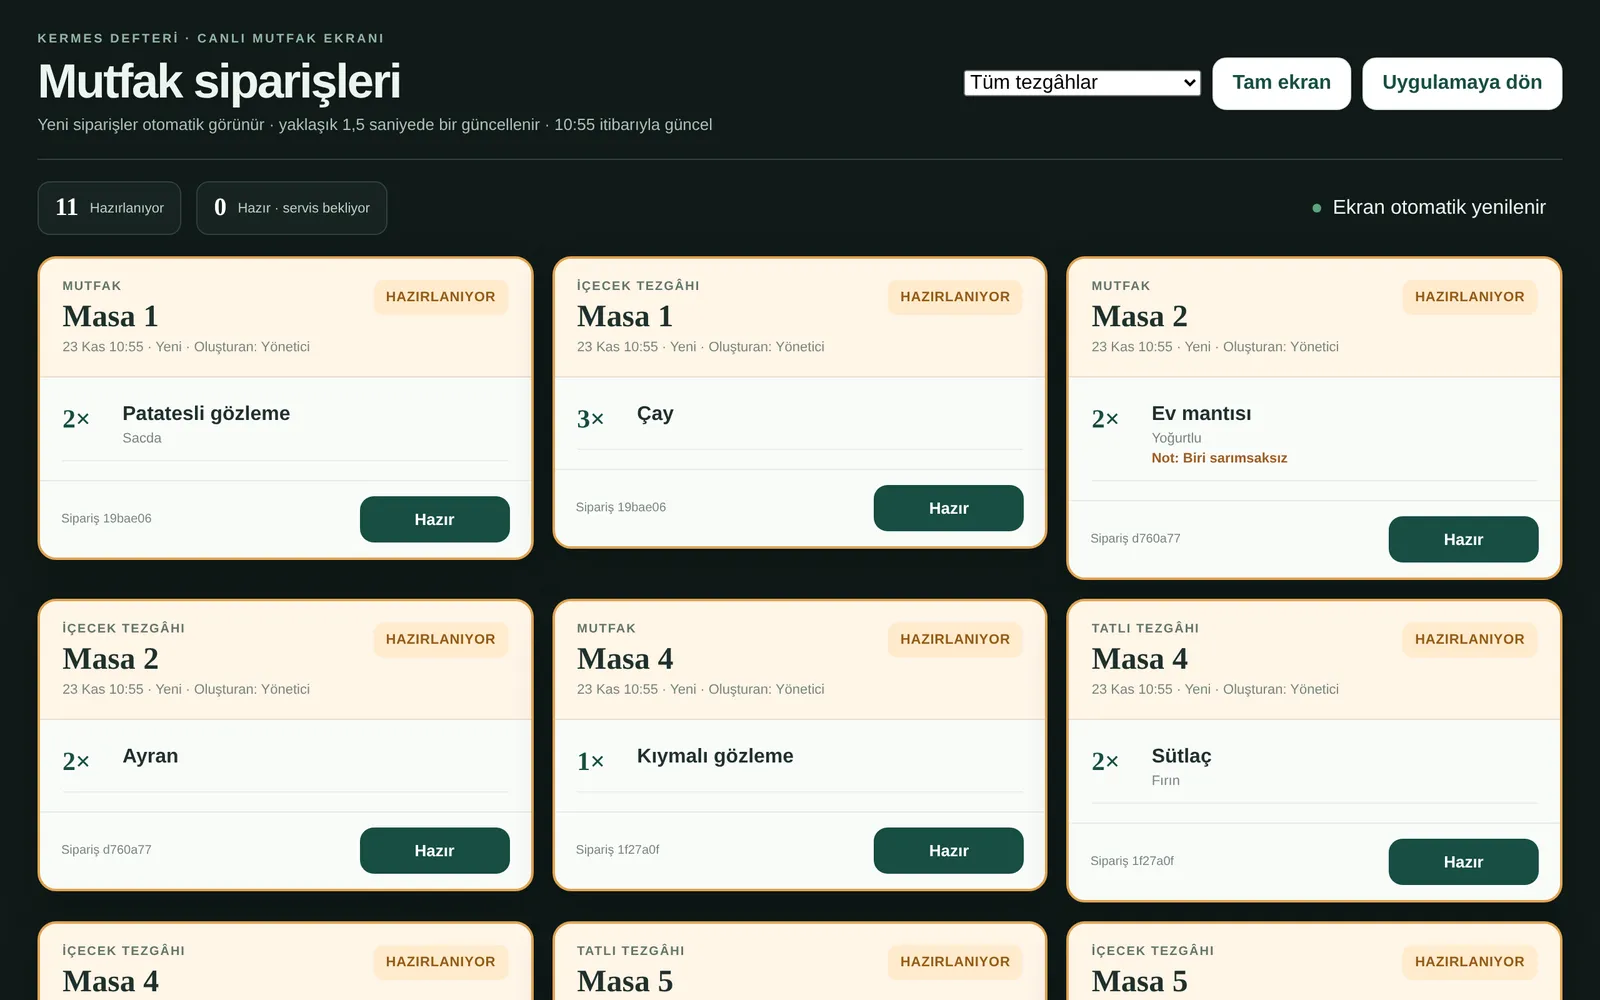 KERMES DEFTERİ · CANLI MUTFAK EKRANI
Mutfak siparişleri
Yeni siparişler otomatik görünür · yaklaşık 1,5 saniyede bir güncellenir · 10:55 itibarıyla güncel
Tüm tezgâhlar
Tam ekran
Uygulamaya dön
11 Hazırlanıyor
0 Hazır · servis bekliyor
Ekran otomatik yenilenir
MUTFAK
HAZIRLANIYOR
Masa 1
23 Kas 10:55 · Yeni · Oluşturan: Yönetici
2× Patatesli gözleme
Sacda
Sipariş 19bae06
Hazır
İÇECEK TEZGÂHI
HAZIRLANIYOR
Masa 1
23 Kas 10:55 · Yeni · Oluşturan: Yönetici
3× Çay
Sipariş 19bae06
Hazır
MUTFAK
HAZIRLANIYOR
Masa 2
23 Kas 10:55 · Yeni · Oluşturan: Yönetici
2× Ev mantısı
Yoğurtlu
Not: Biri sarımsaksız
Sipariş d760a77
Hazır
İÇECEK TEZGÂHI
HAZIRLANIYOR
Masa 2
23 Kas 10:55 · Yeni · Oluşturan: Yönetici
2× Ayran
Sipariş d760a77
Hazır
MUTFAK
HAZIRLANIYOR
Masa 4
23 Kas 10:55 · Yeni · Oluşturan: Yönetici
1× Kıymalı gözleme
Sipariş 1f27a0f
Hazır
TATLI TEZGÂHI
HAZIRLANIYOR
Masa 4
23 Kas 10:55 · Yeni · Oluşturan: Yönetici
2× Sütlaç
Fırın
Sipariş 1f27a0f
Hazır
İÇECEK TEZGÂHI
HAZIRLANIYOR
Masa 4
TATLI TEZGÂHI
HAZIRLANIYOR
Masa 5
İÇECEK TEZGÂHI
HAZIRLANIYOR
Masa 5